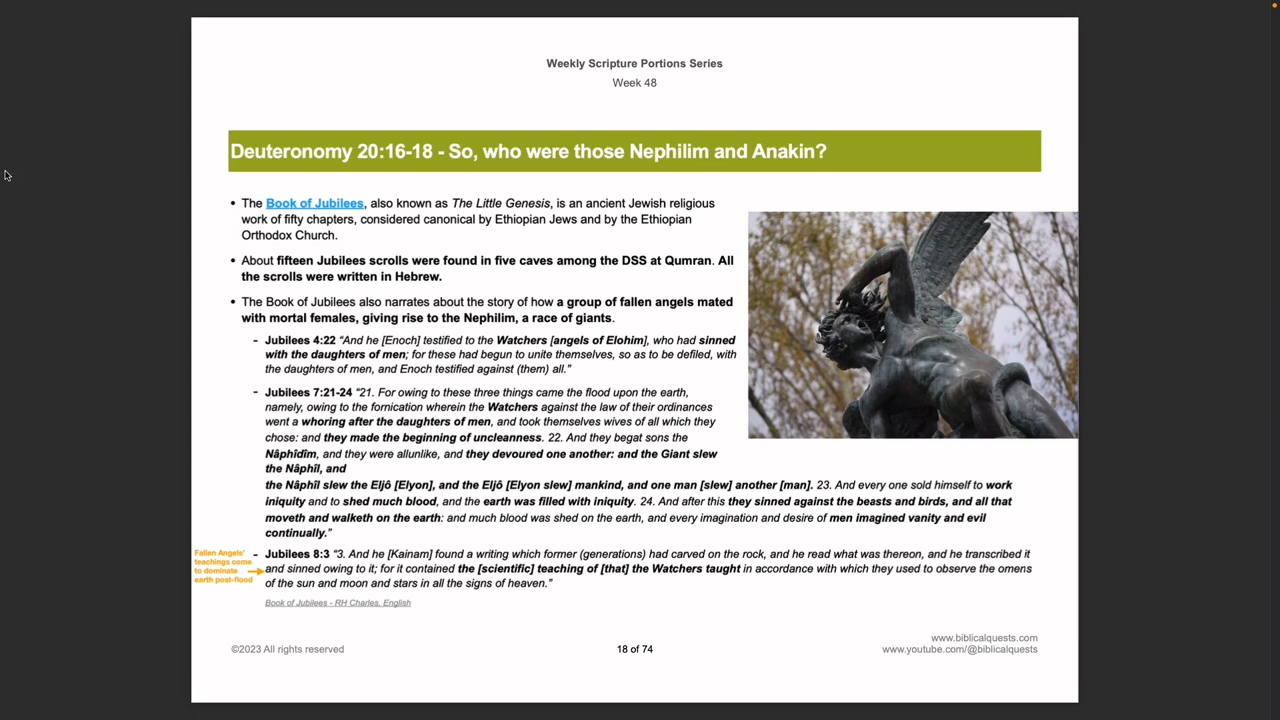 Weekly Scripture Portions Series
Week 48
Deuteronomy 20:16-18 - So, who were those Nephilim and Anakin?
• The Book of Jubilees, also known as The Little Genesis, is an ancient Jewish religious
work of fifty chapters, considered canonical by Ethiopian Jews and by the Ethiopian
Orthodox Church.
• About fifteen Jubilees scrolls were found in five caves among the DSS at Qumran. All
the scrolls were written in Hebrew.
• The Book of Jubilees also narrates about the story of how a group of fallen angels mated
with mortal females, giving rise to the Nephilim, a race of giants.
- Jubilees 4:22 “And he [Enoch] testified to the Watchers [angels of Elohim], who had sinned
with the daughters of men; for these had begun to unite themselves, so as to be defiled, with
the daughters of men, and Enoch testified against (them) all.”
- Jubilees 7:21-24 “21. For owing to these three things came the flood upon the earth,
namely, owing to the fornication wherein the Watchers against the law of their ordinances
went a whoring after the daughters of men, and took themselves wives of all which they
chose: and they made the beginning of uncleanness. 22. And they begat sons the
Nâphîdîm, and they were allunlike, and they devoured one another: and the Giant slew
the Nâphîl, and
the Nâphîl slew the Eljô [Elyon], and the Eljô [Elyon slew] mankind, and one man [slew] another [man]. 23. And every one sold himself to work
iniquity and to shed much blood, and the earth was filled with iniquity. 24. And after this they sinned against the beasts and birds, and all that
moveth and walketh on the earth: and much blood was shed on the earth, and every imagination and desire of men imagined vanity and evil
continually.”
Fallen Angels'
teachings come
to dominate
earth post-flood
- Jubilees 8:3 “3. And he [Kainam] found a writing which former (generations) had carved on the rock, and he read what was thereon, and he transcribed it
and sinned owing to it; for it contained the [scientific] teaching of [that] the Watchers taught in accordance with which they used to observe the omens
of the sun and moon and stars in all the signs of heaven.”
Book of Jubilees - RH Charles, English
www.biblicalquests.com
©2023 All rights reserved
18 of 74
www.youtube.com/@biblicalquests